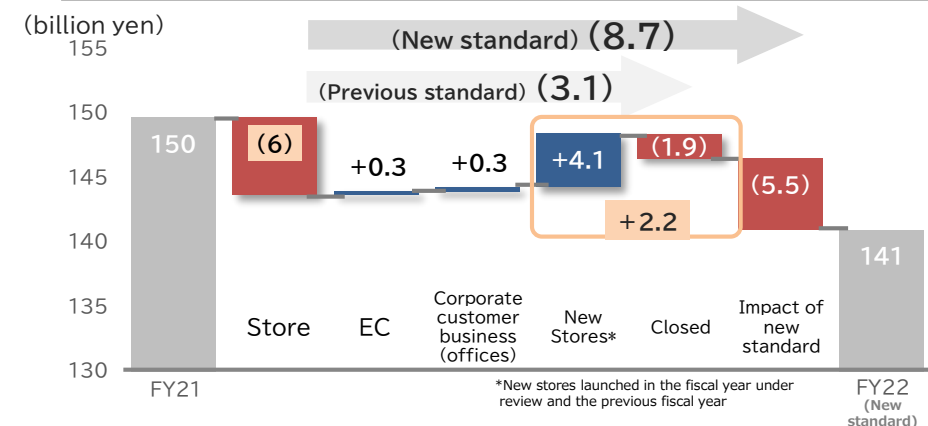 (billion yen)
(New standard) (8.7)
(Previous standard) (3.1)
155
150
145
140
135
130
150
(6)
+0.3
+0.3
+4.1
(1.9)
(5.5)
+2.2
141
Store
EC
Corporate
customer
business
(offices)
New
Stores*
Closed
Impact of
new
standard
FY21
*New stores launched in the fiscal year under
review and the previous fiscal year
FY22
(New
standard)